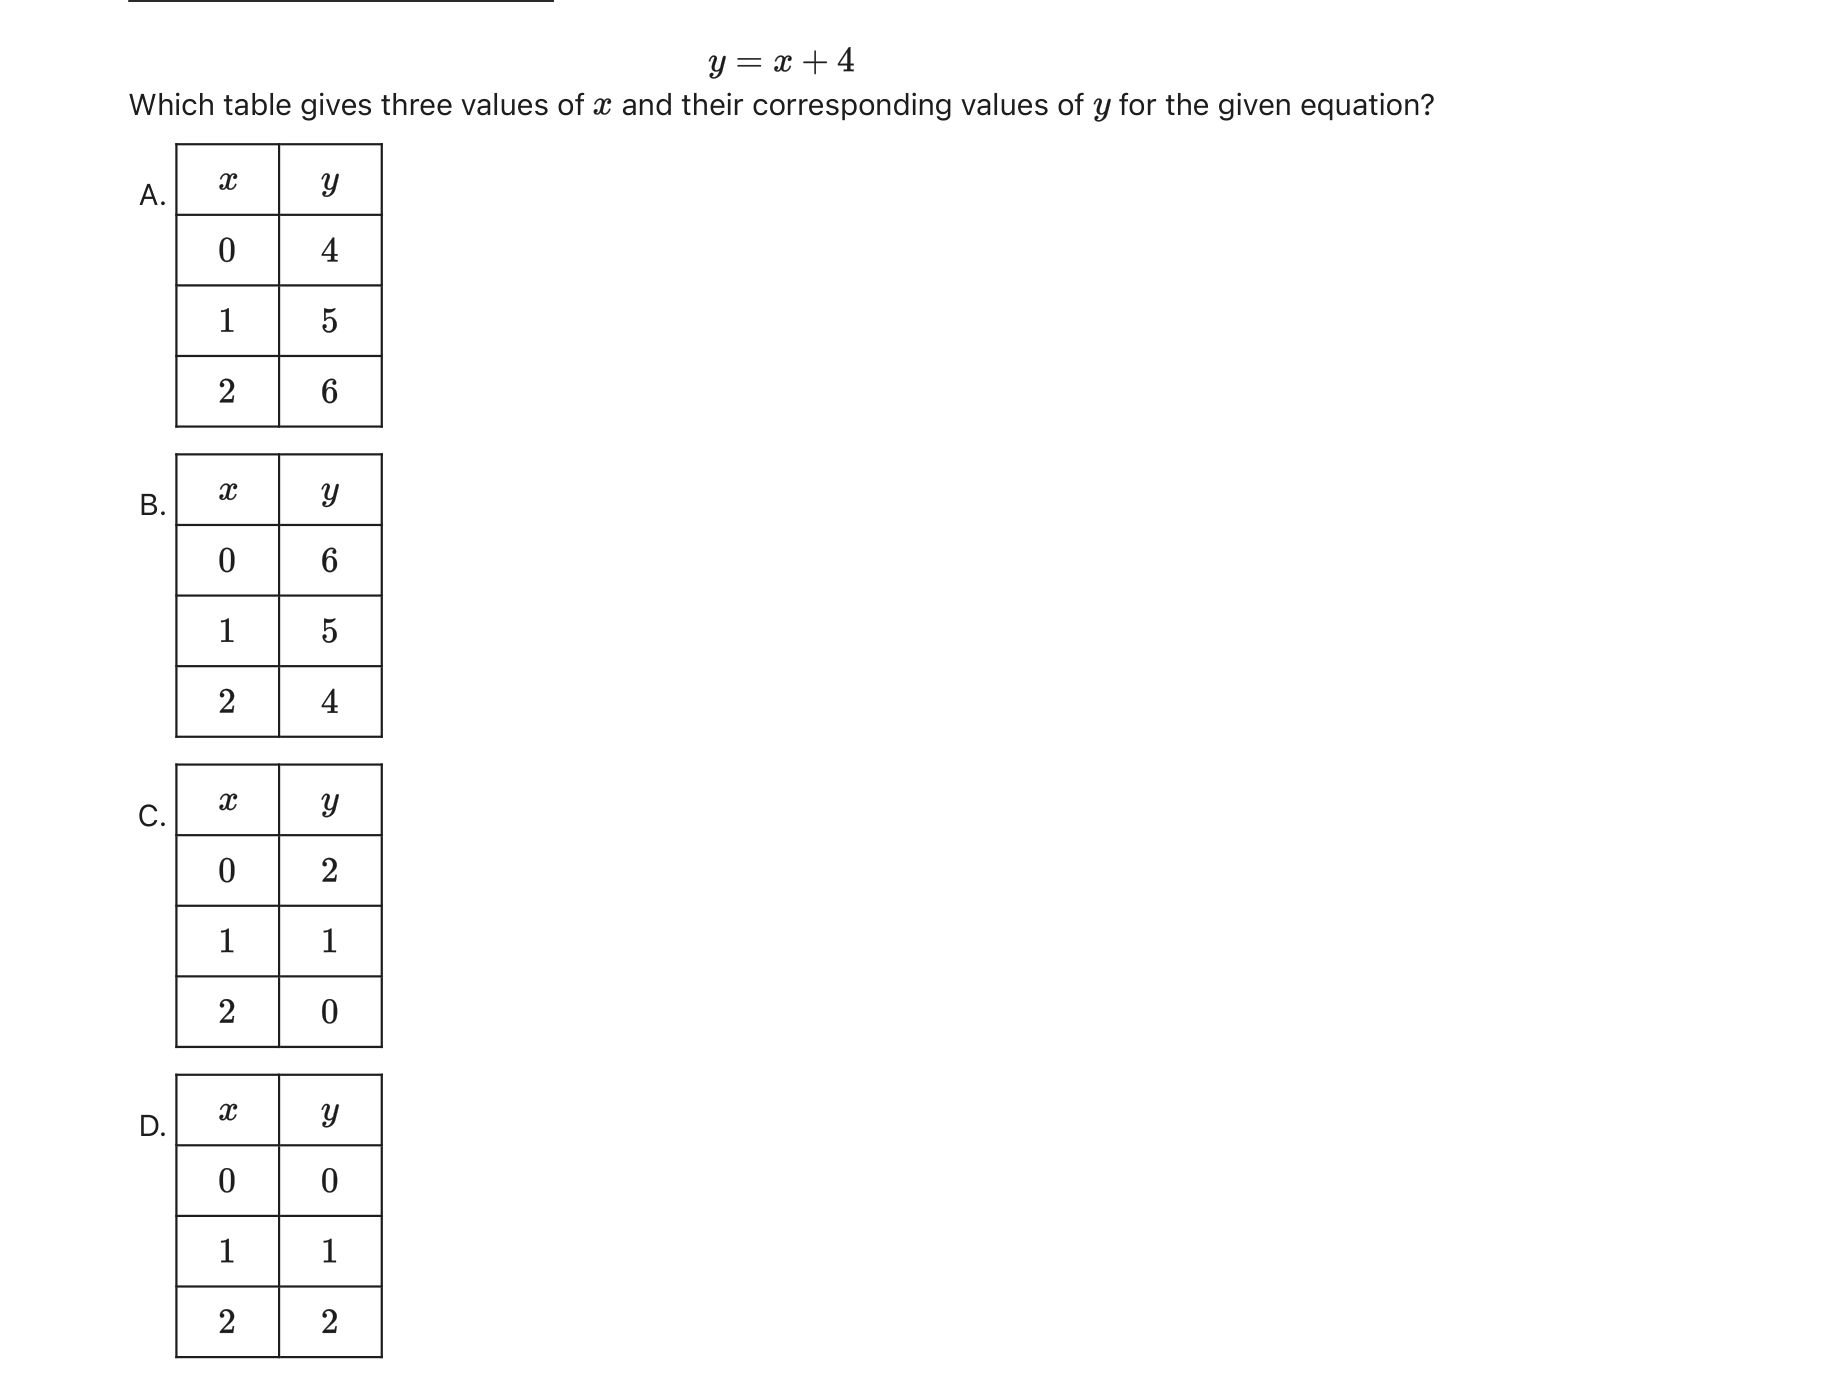 y = x + 4
Which table gives three values of x and their corresponding values of y for the given equation?
A.
x y
0 4
1 5
2 6
B.
x y
0 6
1 5
2 4
C.
x y
0 2
1 1
2 0
D.
x y
0 0
1 1
2 2